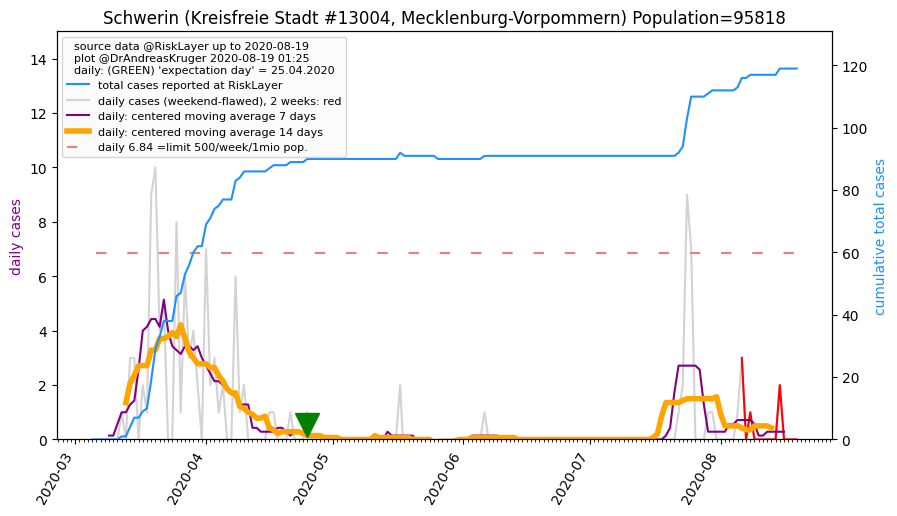 Schwerin (Kreisfreie Stadt #13004, Mecklenburg-Vorpommern) Population=95818
source data @RiskLayer up to 2020-08-19
plot @DrAndreasKruger 2020-08-19 01:25
daily: (GREEN) 'expectation day' = 25.04.2020
total cases reported at RiskLayer
daily cases (weekend-flawed), 2 weeks: red
daily: centered moving average 7 days
daily: centered moving average 14 days
daily 6.84 =limit 500/week/1mio pop.
daily cases
14
12
10
8
6
4
2
0
cumulative total cases
120
100
80
60
40
20
0
2020-03
2020-04
2020-05
2020-06
2020-07
2020-08